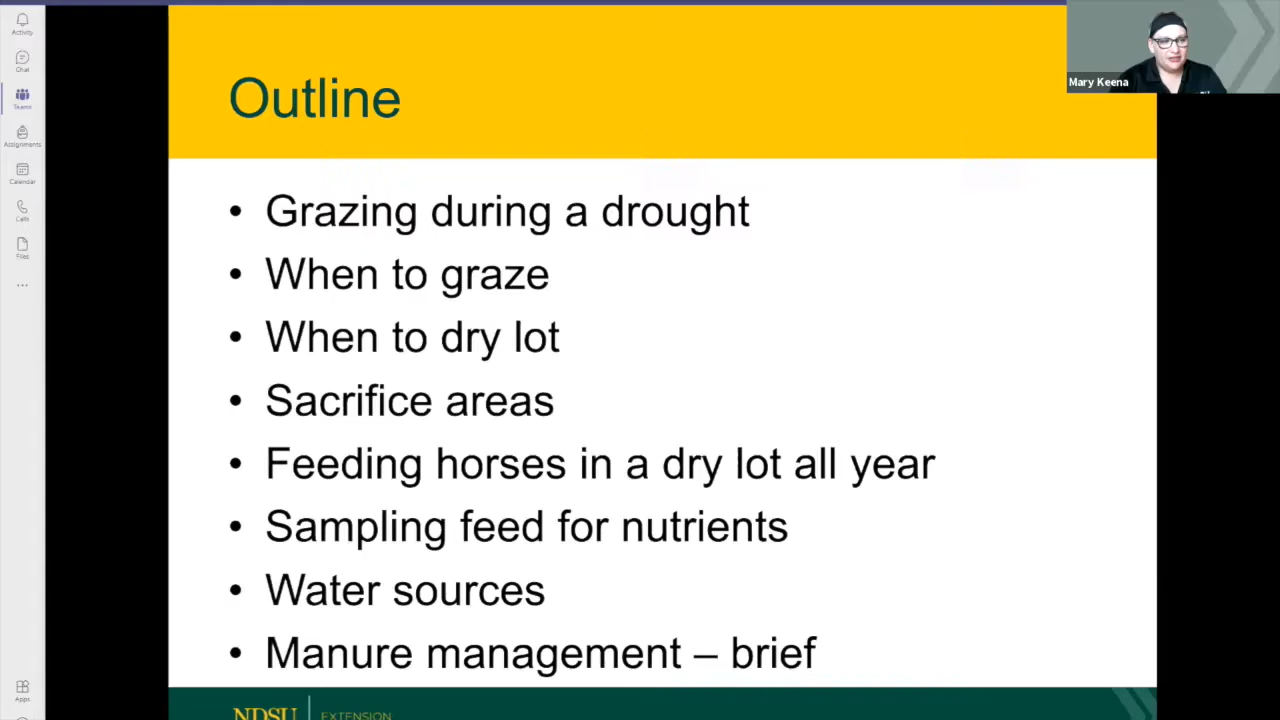 Activity
Chat
Teams
Assignments
Calendar
Calls
Files
Apps
Outline
Mary Keena
• Grazing during a drought
• When to graze
• When to dry lot
• Sacrifice areas
• Feeding horses in a dry lot all year
• Sampling feed for nutrients
• Water sources
• Manure management – brief
NDSU EXTENSION